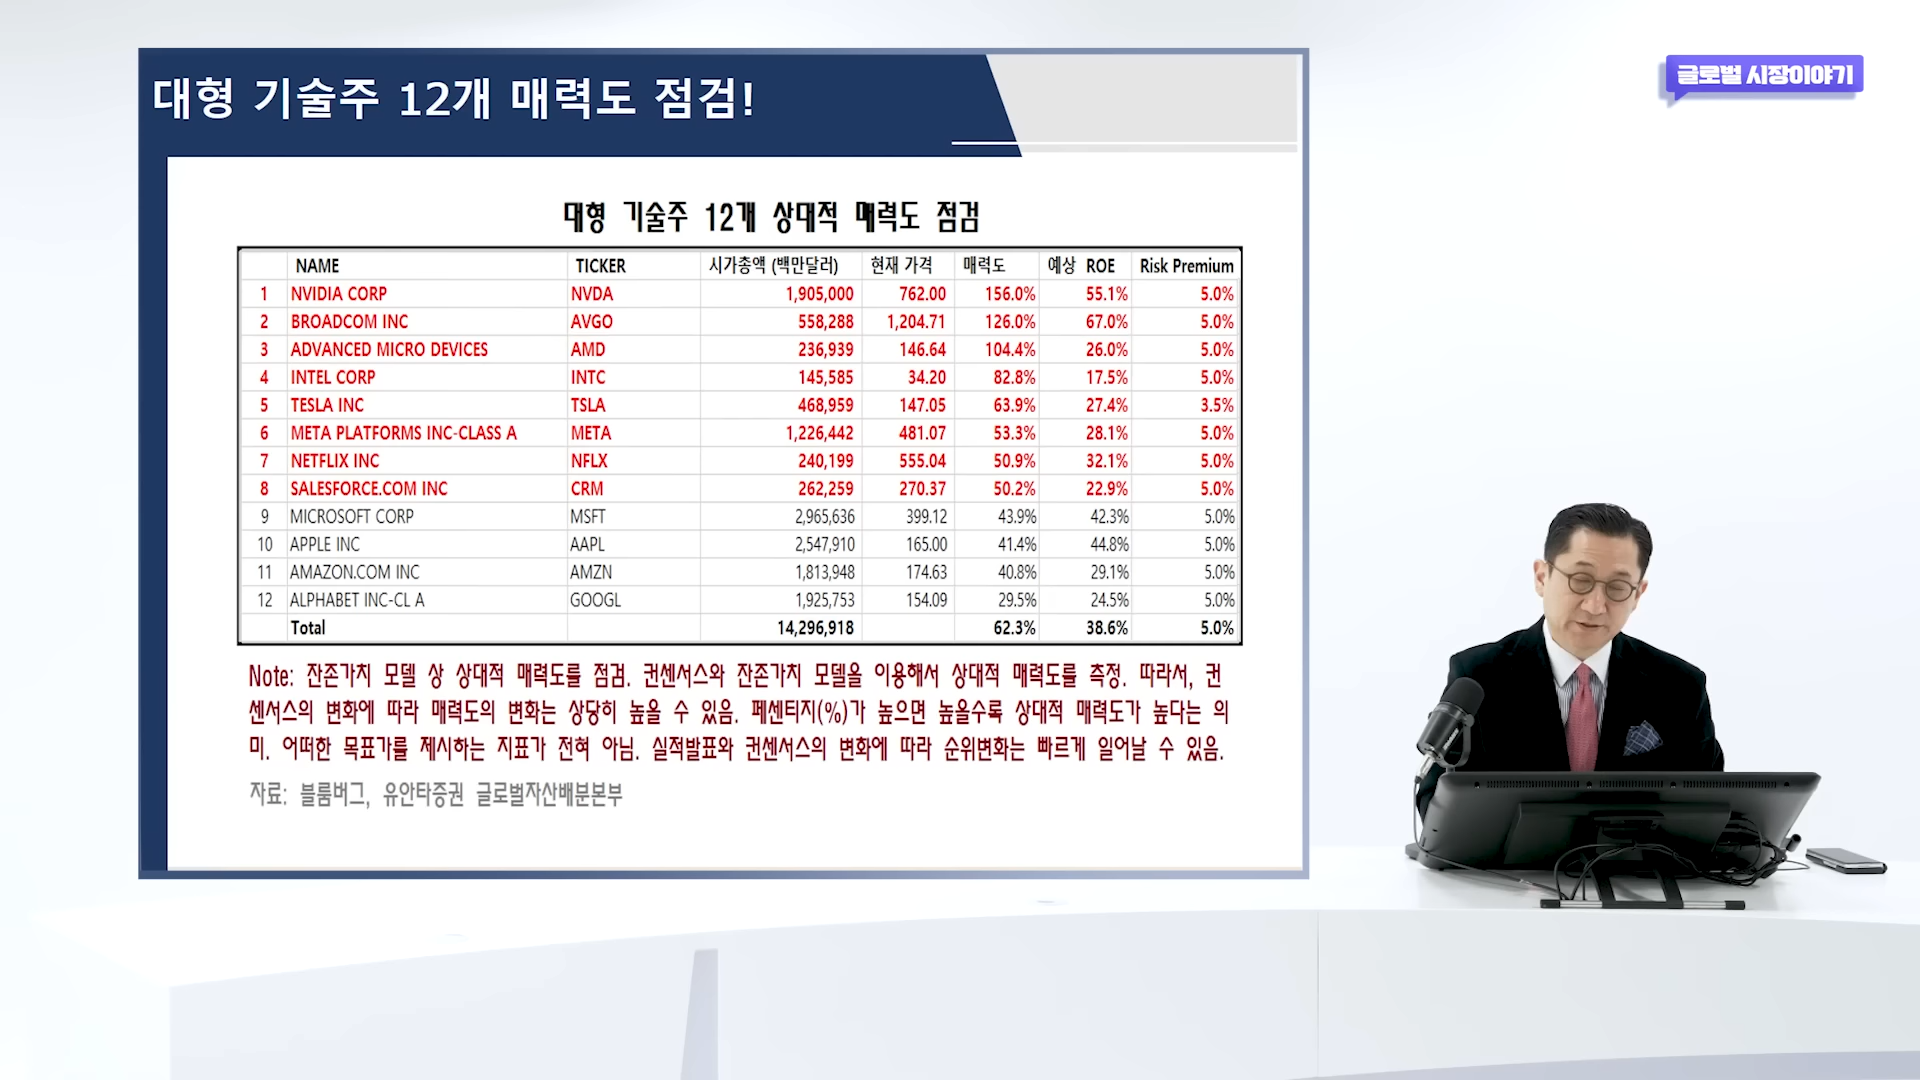 대형 기술주 12개 매력도 점검!
글로벌 시장이야기
대형 기술주 12개 상대적 매력도 점검
NAME TICKER 시가총액 (백만달러) 현재 가격 매력도 예상 ROE Risk Premium
1 NVIDIA CORP NVDA 1,905,000 762.00 156.0% 55.1% 5.0%
2 BROADCOM INC AVGO 558,288 1,204.71 126.0% 67.0% 5.0%
3 ADVANCED MICRO DEVICES AMD 236,939 146.64 104.4% 26.0% 5.0%
4 INTEL CORP INTC 145,585 34.20 82.8% 17.5% 5.0%
5 TESLA INC TSLA 468,959 147.05 63.9% 27.4% 3.5%
6 META PLATFORMS INC-CLASS A META 1,226,442 481.07 53.3% 28.1% 5.0%
7 NETFLIX INC NFLX 240,199 555.04 50.9% 32.1% 5.0%
8 SALESFORCE.COM INC CRM 262,259 270.37 50.2% 22.9% 5.0%
9 MICROSOFT CORP MSFT 2,965,636 399.12 43.9% 42.3% 5.0%
10 APPLE INC AAPL 2,547,910 165.00 41.4% 44.8% 5.0%
11 AMAZON.COM INC AMZN 1,813,948 174.63 40.8% 29.1% 5.0%
12 ALPHABET INC-CL A GOOGL 1,925,753 154.09 29.5% 24.5% 5.0%
Total 14,296,918 62.3% 38.6% 5.0%
Note: 잔존가치 모델 상 상대적 매력도를 점검. 컨센서스와 잔존가치 모델올 이용해서 상대적 매력도를 측정. 따라서, 컨
센서스의 변화에 따라 매력도의 변화는 상당히 높을 수 있음. 페센티지(%)가 높으면 높을수록 상대적 매력도가 높다는 의
미. 어떠한 목표가를 제시하는 지표가 전혀 아님. 실적발표와 컨센서스의 변화에 따라 순위변화는 빠르게 일어날 수 있음.
자료: 블룸버그, 유안타증권 글로벌자산배분본부